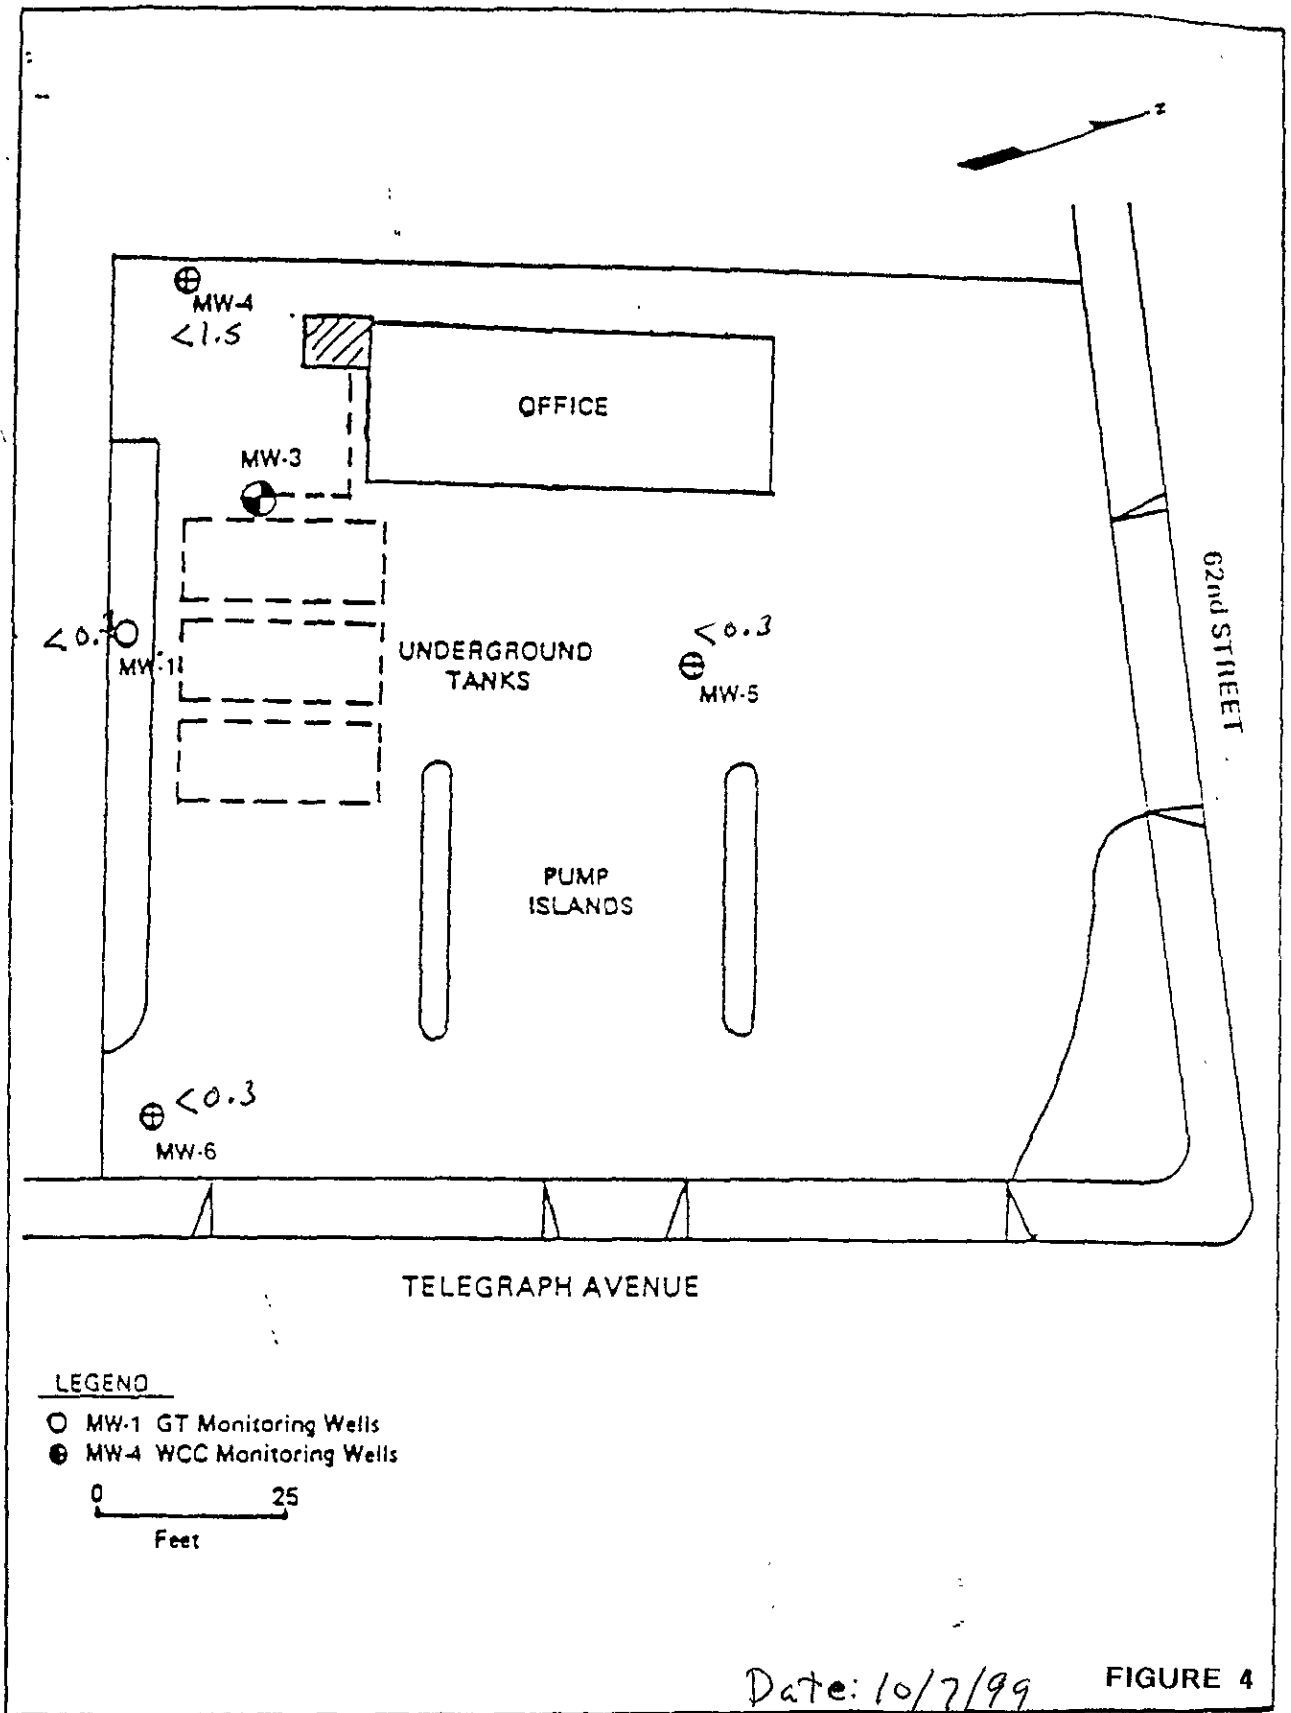 z
MW-4
<1.5
OFFICE
MW-3
62nd STREET
<0.3
<0.
MW-1
UNDERGROUND
TANKS
MW-5
PUMP
ISLANDS
<0.3
MW-6
TELEGRAPH AVENUE
LEGEND
MW-1 GT Monitoring Wells
MW-4 WCC Monitoring Wells
0 25
Feet
Date: 10/7/99
FIGURE 4